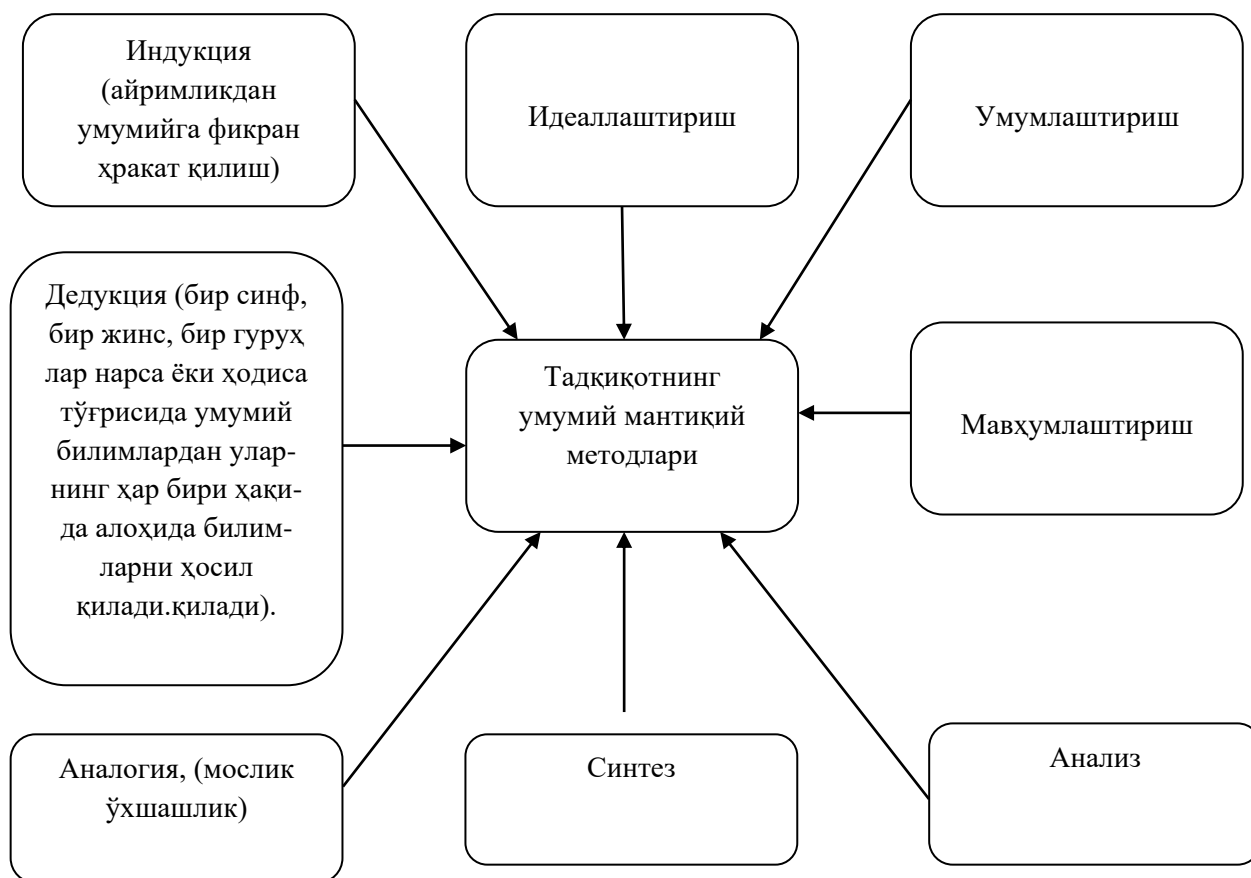 Индукция
(айримликдан
умумийга фикран
ҳракат қилиш)
Идеаллаштириш
Умумлаштириш
Дедукция (бир синф,
бир жинс, бир гуруҳ
лар нарса ёки ҳодиса
тўғрисида умумий
билимлардан улар-
нинг ҳар бири ҳақи-
да алоҳида билим-
ларни ҳосил
қилади.қилади).
Тадқиқотнинг
умумий мантиқий
методлари
Мавҳумлаштириш
Аналогия, (мослик
ўхшашлик)
Синтез
Анализ